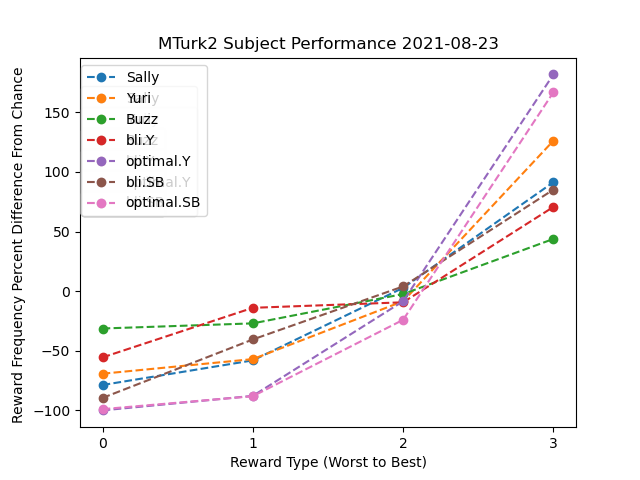 MTurk2 Subject Performance 2021-08-23
Reward Frequency Percent Difference From Chance
150
100
50
0
−50
−100
Sally
Yuri
Buzz
bli.Y
optimal.Y
bli.SB
optimal.SB
0 1 2 3
Reward Type (Worst to Best)